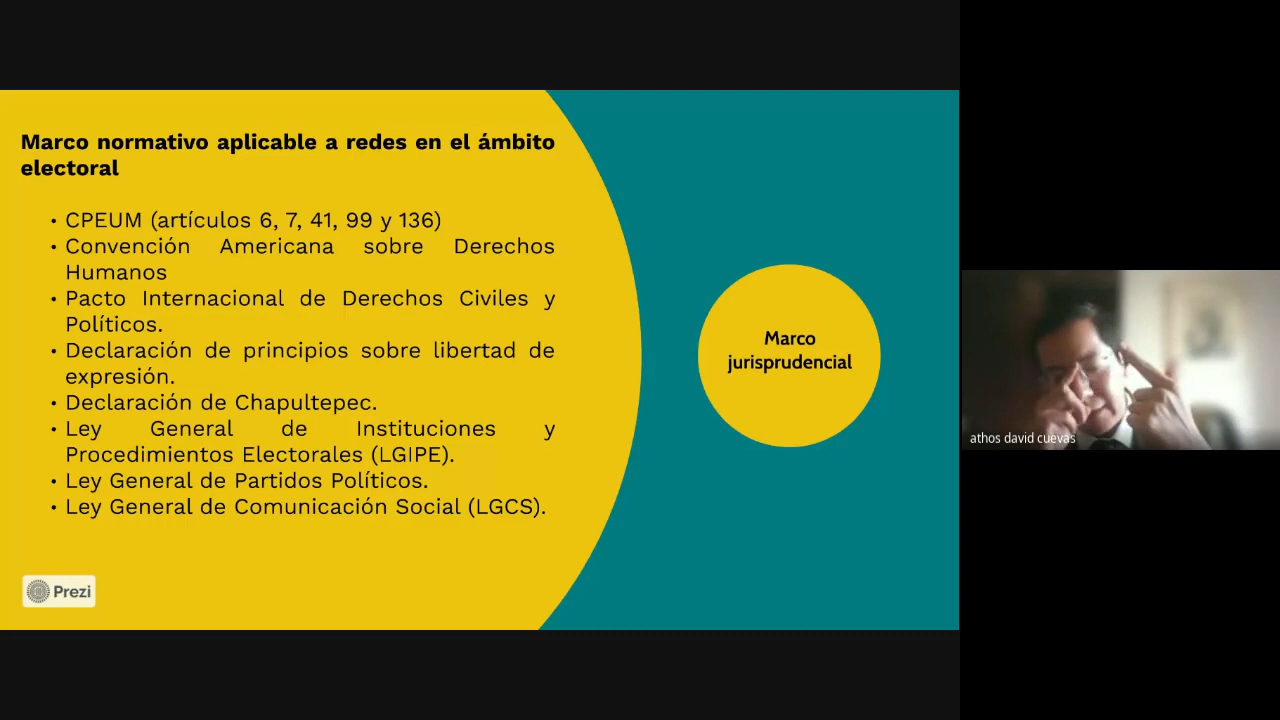 Marco normativo aplicable a redes en el ámbito
electoral
• CPEUM (artículos 6, 7, 41, 99 y 136)
• Convención Americana sobre Derechos
Humanos
• Pacto Internacional de Derechos Civiles y
Políticos.
• Declaración de principios sobre libertad de
expresión.
• Declaración de Chapultepec.
• Ley General de Instituciones y
Procedimientos Electorales (LGIPE).
• Ley General de Partidos Políticos.
• Ley General de Comunicación Social (LGCS).
Prezi
Marco
jurisprudencial
athos david cuevas